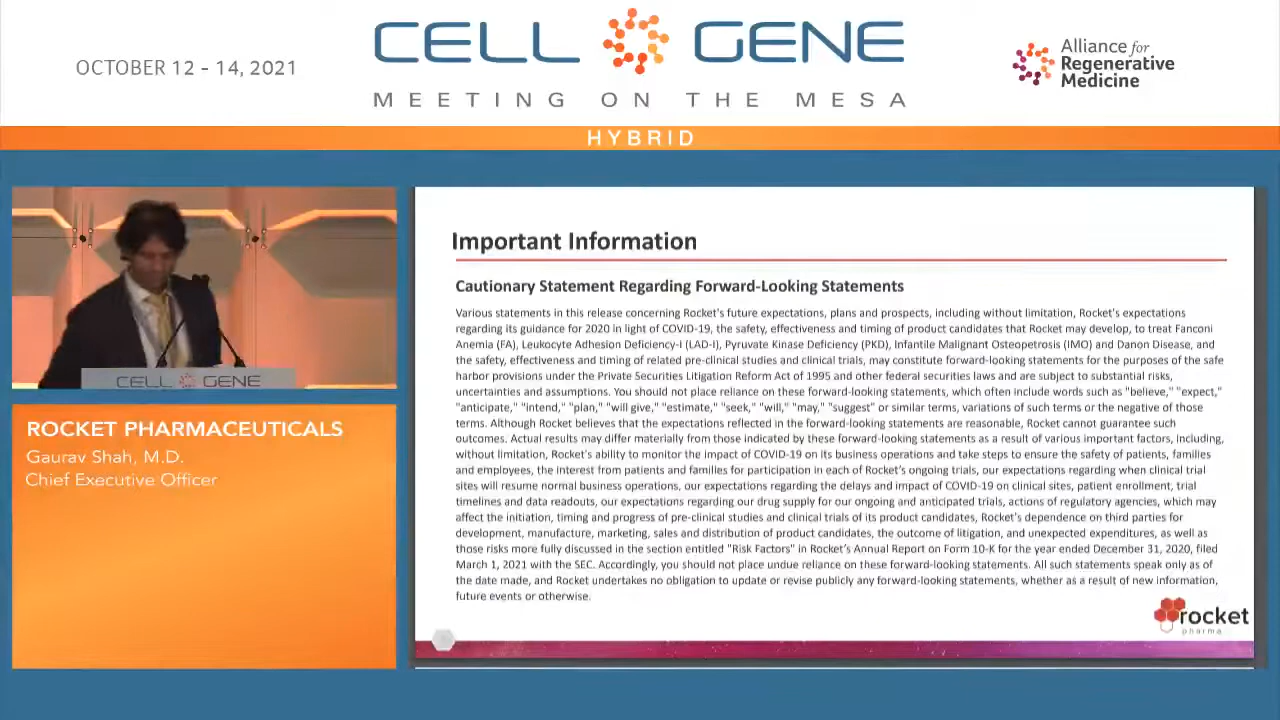 OCTOBER 12 - 14, 2021
CELL GENE
MEETING ON THE MESA
Alliance for
Regenerative
Medicine
HYBRID
CELL GENE
ROCKET PHARMACEUTICALS
Gaurav Shah, M.D.
Chief Executive Officer
Important Information
Cautionary Statement Regarding Forward-Looking Statements
Various statements in this release concerning Rocket's future expectations, plans and prospects, including without limitation, Rocket's expectations
regarding its guidance for 2020 in light of COVID-19, the safety, effectiveness and timing of product candidates that Rocket may develop, to treat Fanconi
Anemia (FA), Leukocyte Adhesion Deficiency-I (LAD-I), Pyruvate Kinase Deficiency (PKD), Infantile Malignant Osteopetrosis (IMO) and Danon Disease, and
the safety, effectiveness and timing of related pre-clinical studies and clinical trials, may constitute forward-looking statements for the purposes of the safe
harbor provisions under the Private Securities Litigation Reform Act of 1995 and other federal securities laws and are subject to substantial risks,
uncertainties and assumptions. You should not place reliance on these forward-looking statements, which often include words such as "believe," "expect,"
"anticipate," "intend," "plan," "will give," "estimate," "seek," "will," "may," "suggest" or similar terms, variations of such terms or the negative of those
terms. Although Rocket believes that the expectations reflected in the forward-looking statements are reasonable, Rocket cannot guarantee such
outcomes. Actual results may differ materially from those indicated by these forward-looking statements as a result of various important factors, including,
without limitation, Rocket's ability to monitor the impact of COVID-19 on its business operations and take steps to ensure the safety of patients, families
and employees, the interest from patients and families for participation in each of Rocket's ongoing trials, our expectations regarding when clinical trial
sites will resume normal business operations, our expectations regarding the delays and impact of COVID-19 on clinical sites, patient enrollment, trial
timelines and data readouts, our expectations regarding our drug supply for our ongoing and anticipated trials, actions of regulatory agencies, which may
affect the initiation, timing and progress of pre-clinical studies and clinical trials of its product candidates, Rocket's dependence on third parties for
development, manufacture, marketing, sales and distribution of product candidates, the outcome of litigation, and unexpected expenditures, as well as
those risks more fully discussed in the section entitled "Risk Factors" in Rocket's Annual Report on Form 10-K for the year ended December 31, 2020, filed
March 1, 2021 with the SEC. Accordingly, you should not place undue reliance on these forward-looking statements. All such statements speak only as of
the date made, and Rocket undertakes no obligation to update or revise publicly any forward-looking statements, whether as a result of new information,
future events or otherwise.
rocket
pharma